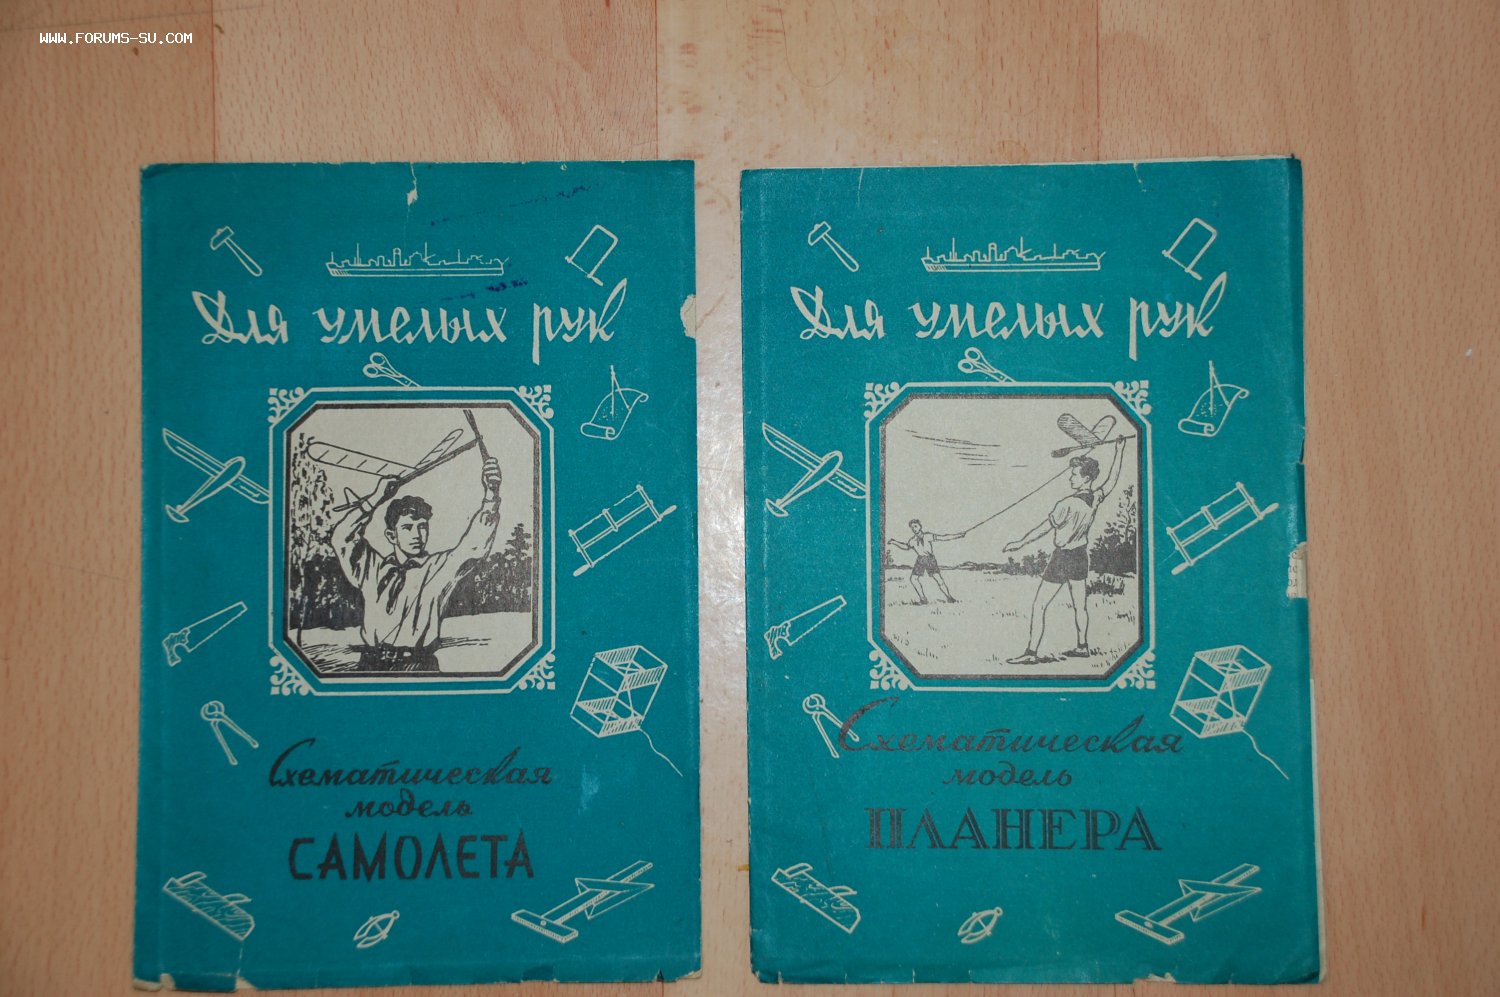 WWW.FORUMS-SU.COM
Для умелых рук
Схематическая
модель
САМОЛЕТА
Для умелых рук
Схематическая
модель
ПЛАНЕРА